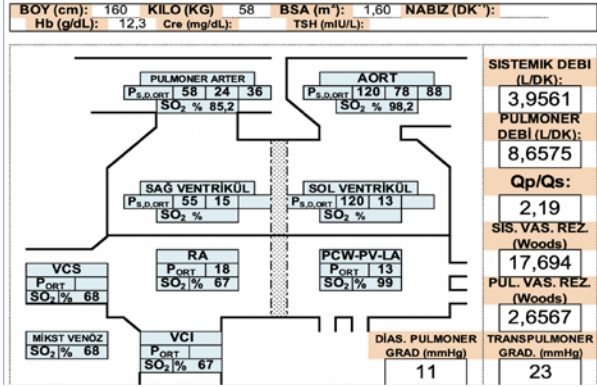 BOY (cm): 160 KİLO (KG) 58 BSA (m²): 1,60 NABIZ (DK⁻¹):
Hb (g/dL): 12,3 Cre (mg/dL): TSH (mIU/L):
PULMONER ARTER
P S,D,ORT 58 24 36
SO₂ % 85,2
AORT
P S,D,ORT 120 78 88
SO₂ % 98,2
SAĞ VENTRİKÜL
P S,D,ORT 55 15
SO₂ %
SOL VENTRİKÜL
P S,D,ORT 120 13
SO₂ %
RA
P ORT 18
SO₂ % 67
PCW-PV-LA
P ORT 13
SO₂ % 99
VCS
P ORT
SO₂ % 68
MİKST VENÖZ
SO₂ % 68
VCI
P ORT
SO₂ % 67
SISTEMIK DEBI
(L/DK):
3,9561
PULMONER
DEBİ (L/DK):
8,6575
Qp/Qs:
2,19
SİS. VAS. REZ.
(Woods)
17,694
PUL. VAS. REZ.
(Woods)
2,6567
DİAS. PULMONER
GRAD (mmHg)
11
TRANSPULMONER
GRAD. (mmHg)
23